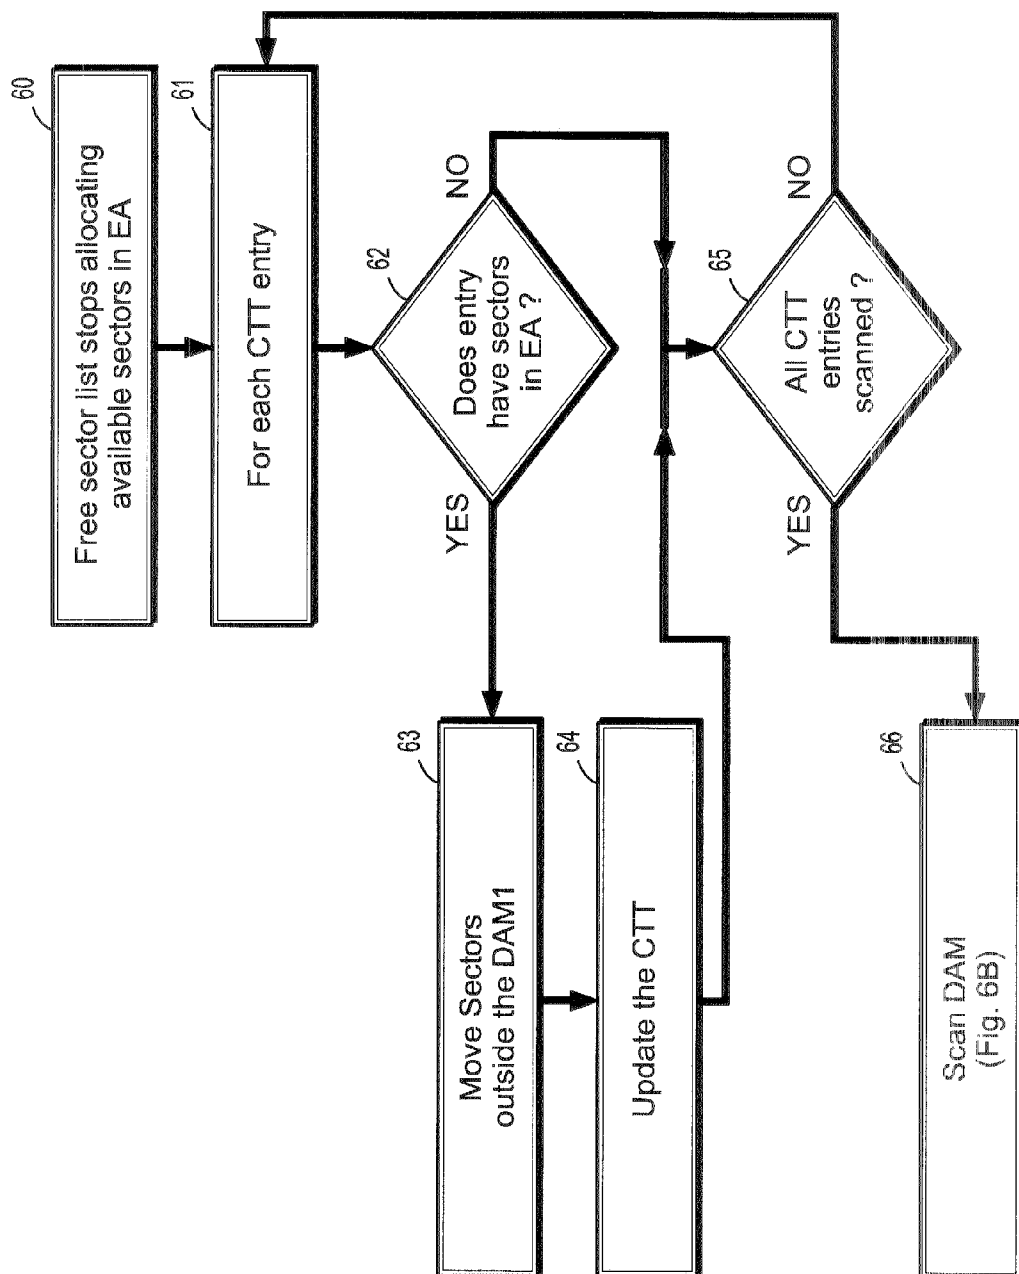 60
Free sector list stops allocating
available sectors in EA
61
For each CTT entry
62
Does entry
have sectors
in EA ?
NO
YES
63
Move Sectors
outside the DAM1
64
Update the CTT
65
All CTT
entries
scanned ?
NO
YES
66
Scan DAM
(Fig. 6B)